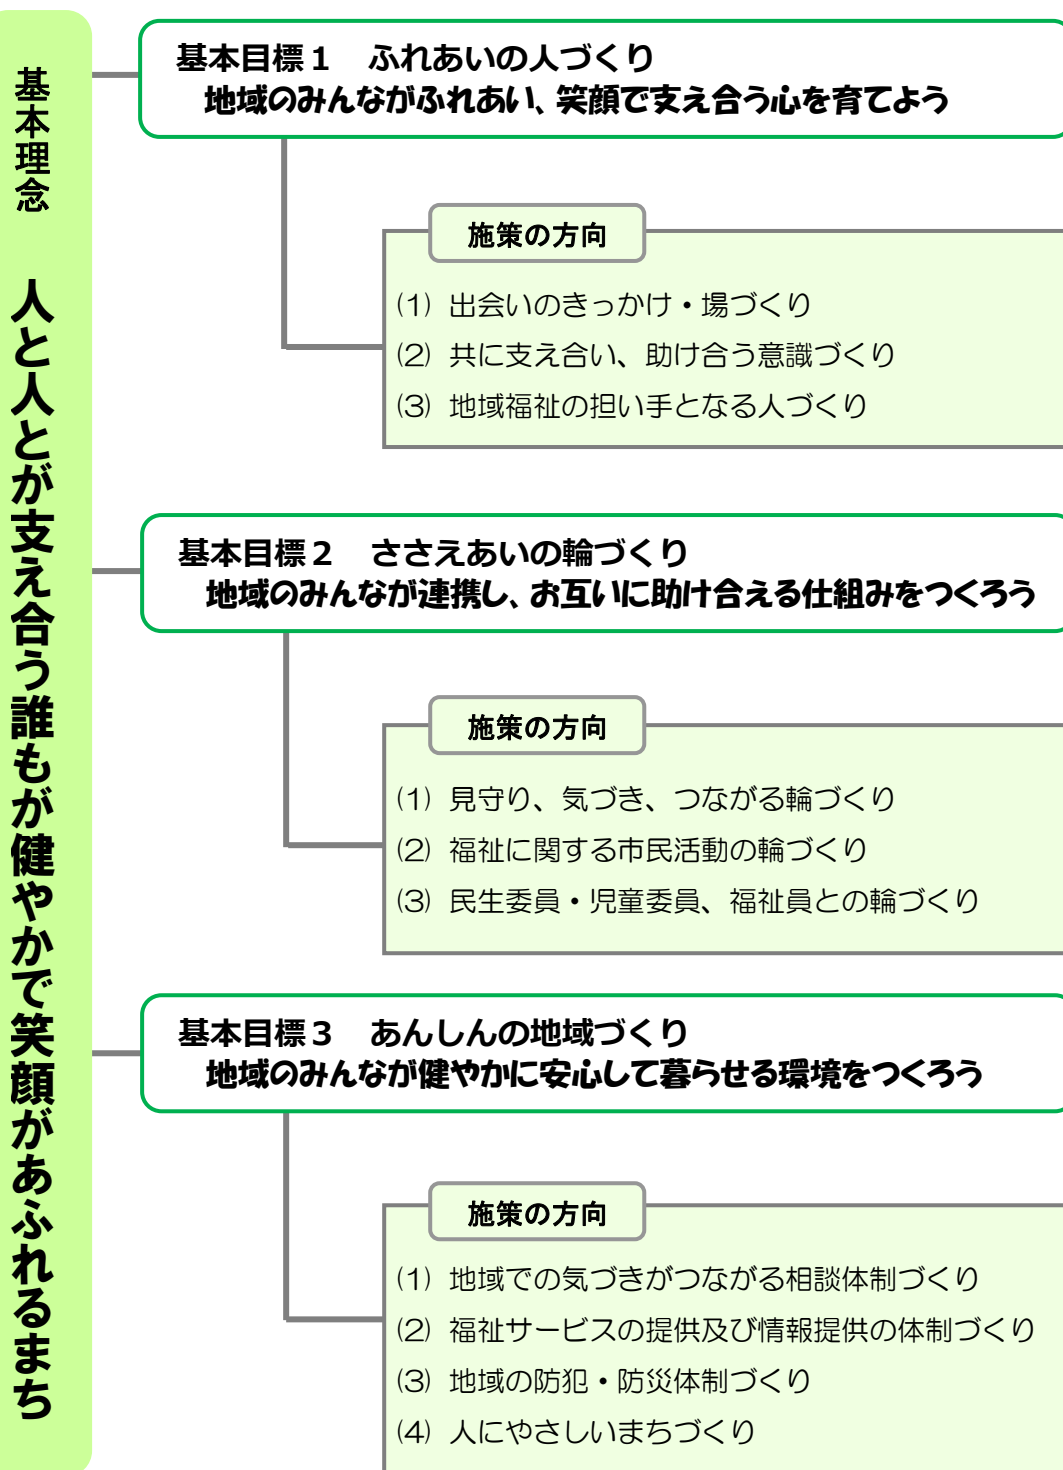 基本理念　人と人とが支え合う誰もが健やかで笑顔があふれるまち
基本目標１　ふれあいの人づくり
地域のみんながふれあい、笑顔で支え合う心を育てよう
施策の方向
⑴ 出会いのきっかけ・場づくり
⑵ 共に支え合い、助け合う意識づくり
⑶ 地域福祉の担い手となる人づくり
基本目標２　ささえあいの輪づくり
地域のみんなが連携し、お互いに助け合える仕組みをつくろう
施策の方向
⑴ 見守り、気づき、つながる輪づくり
⑵ 福祉に関する市民活動の輪づくり
⑶ 民生委員・児童委員、福祉員との輪づくり
基本目標３　あんしんの地域づくり
地域のみんなが健やかに安心して暮らせる環境をつくろう
施策の方向
⑴ 地域での気づきがつながる相談体制づくり
⑵ 福祉サービスの提供及び情報提供の体制づくり
⑶ 地域の防犯・防災体制づくり
⑷ 人にやさしいまちづくり